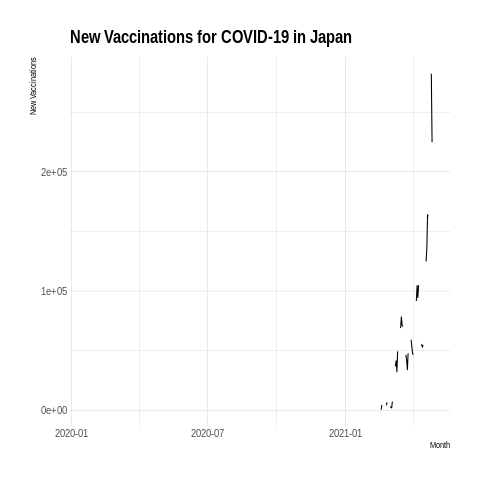 New Vaccinations for COVID-19 in Japan
New Vaccinations
2e+05
1e+05
0e+00
2020-01
2020-07
2021-01
Month